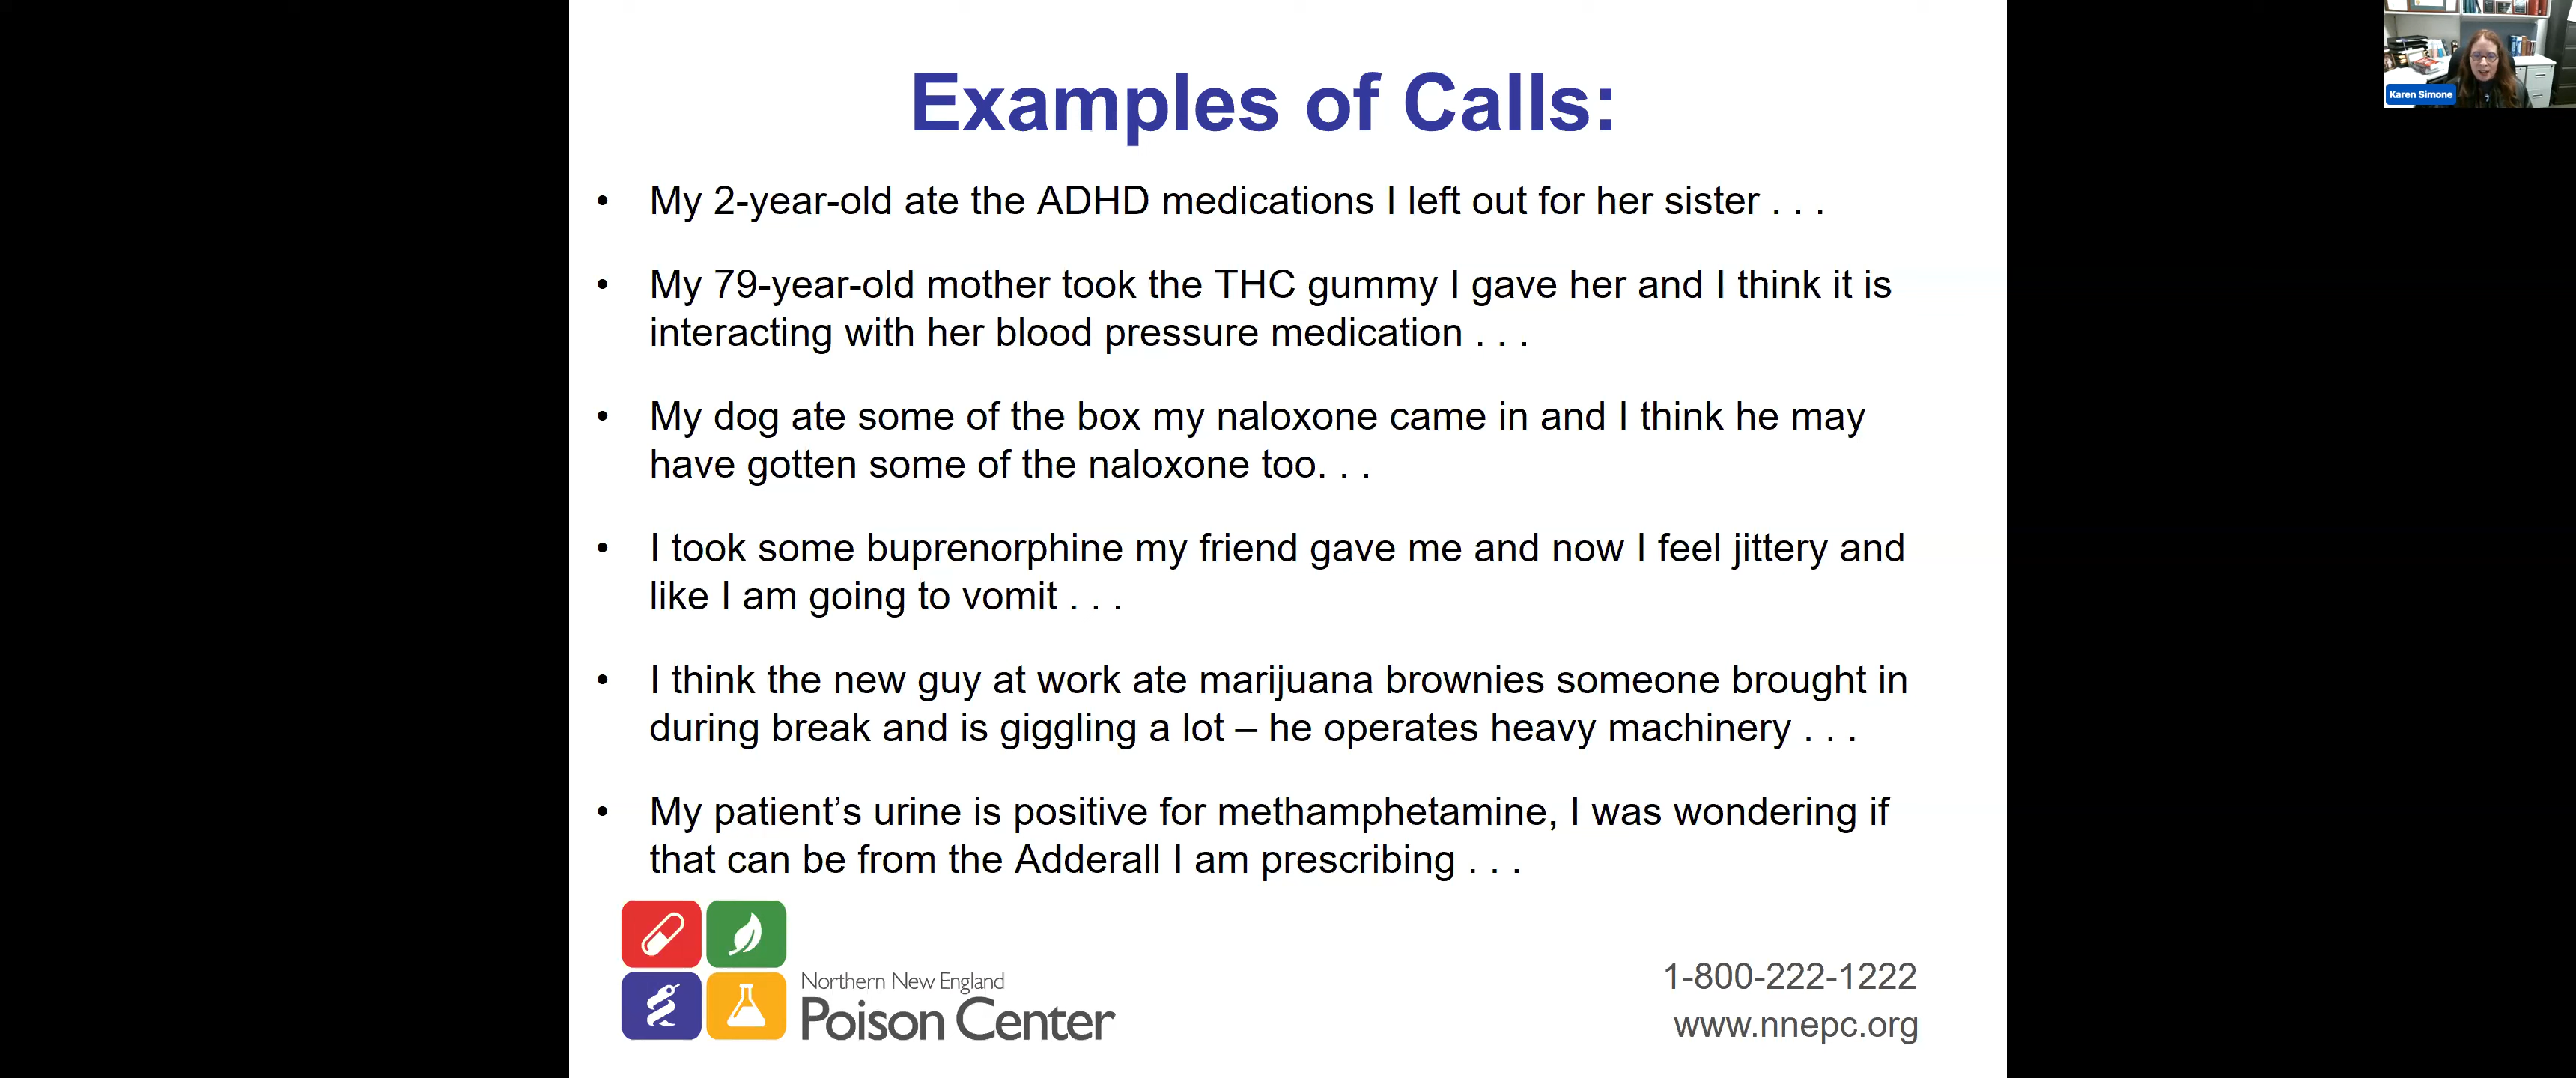 Examples of Calls:
Karen Simone
• My 2-year-old ate the ADHD medications I left out for her sister . . .
• My 79-year-old mother took the THC gummy I gave her and I think it is
interacting with her blood pressure medication . . .
• My dog ate some of the box my naloxone came in and I think he may
have gotten some of the naloxone too. . .
• I took some buprenorphine my friend gave me and now I feel jittery and
like I am going to vomit . . .
• I think the new guy at work ate marijuana brownies someone brought in
during break and is giggling a lot – he operates heavy machinery . . .
• My patient’s urine is positive for methamphetamine, I was wondering if
that can be from the Adderall I am prescribing . . .
Northern New England
Poison Center
1-800-222-1222
www.nnepc.org